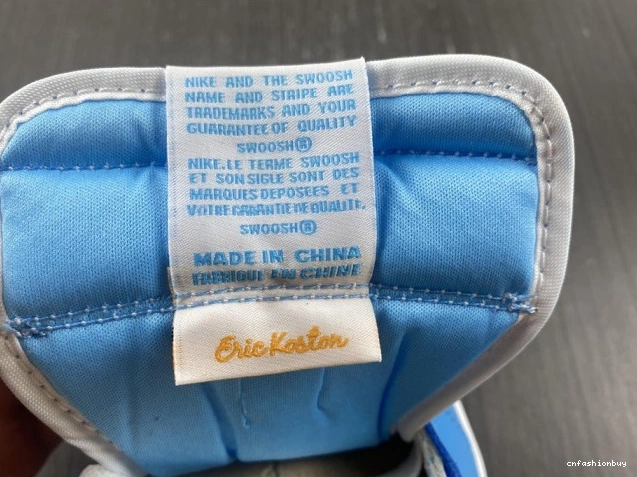 NIKE AND THE SWOOSH
NAME AND STRIPE ARE
TRADEMARKS AND YOUR
GUARANTEE OF QUALITY
SWOOSH®
NIKE.LE TERME SWOOSH
ET SON SIGLE SONT DES
MARQUES DEPOSEES ET
VOTRE GARANTIE DE QUALITE.
SWOOSH®
MADE IN CHINA
FABRIQUE EN CHINE
Eric Koston
cnfashionbuy